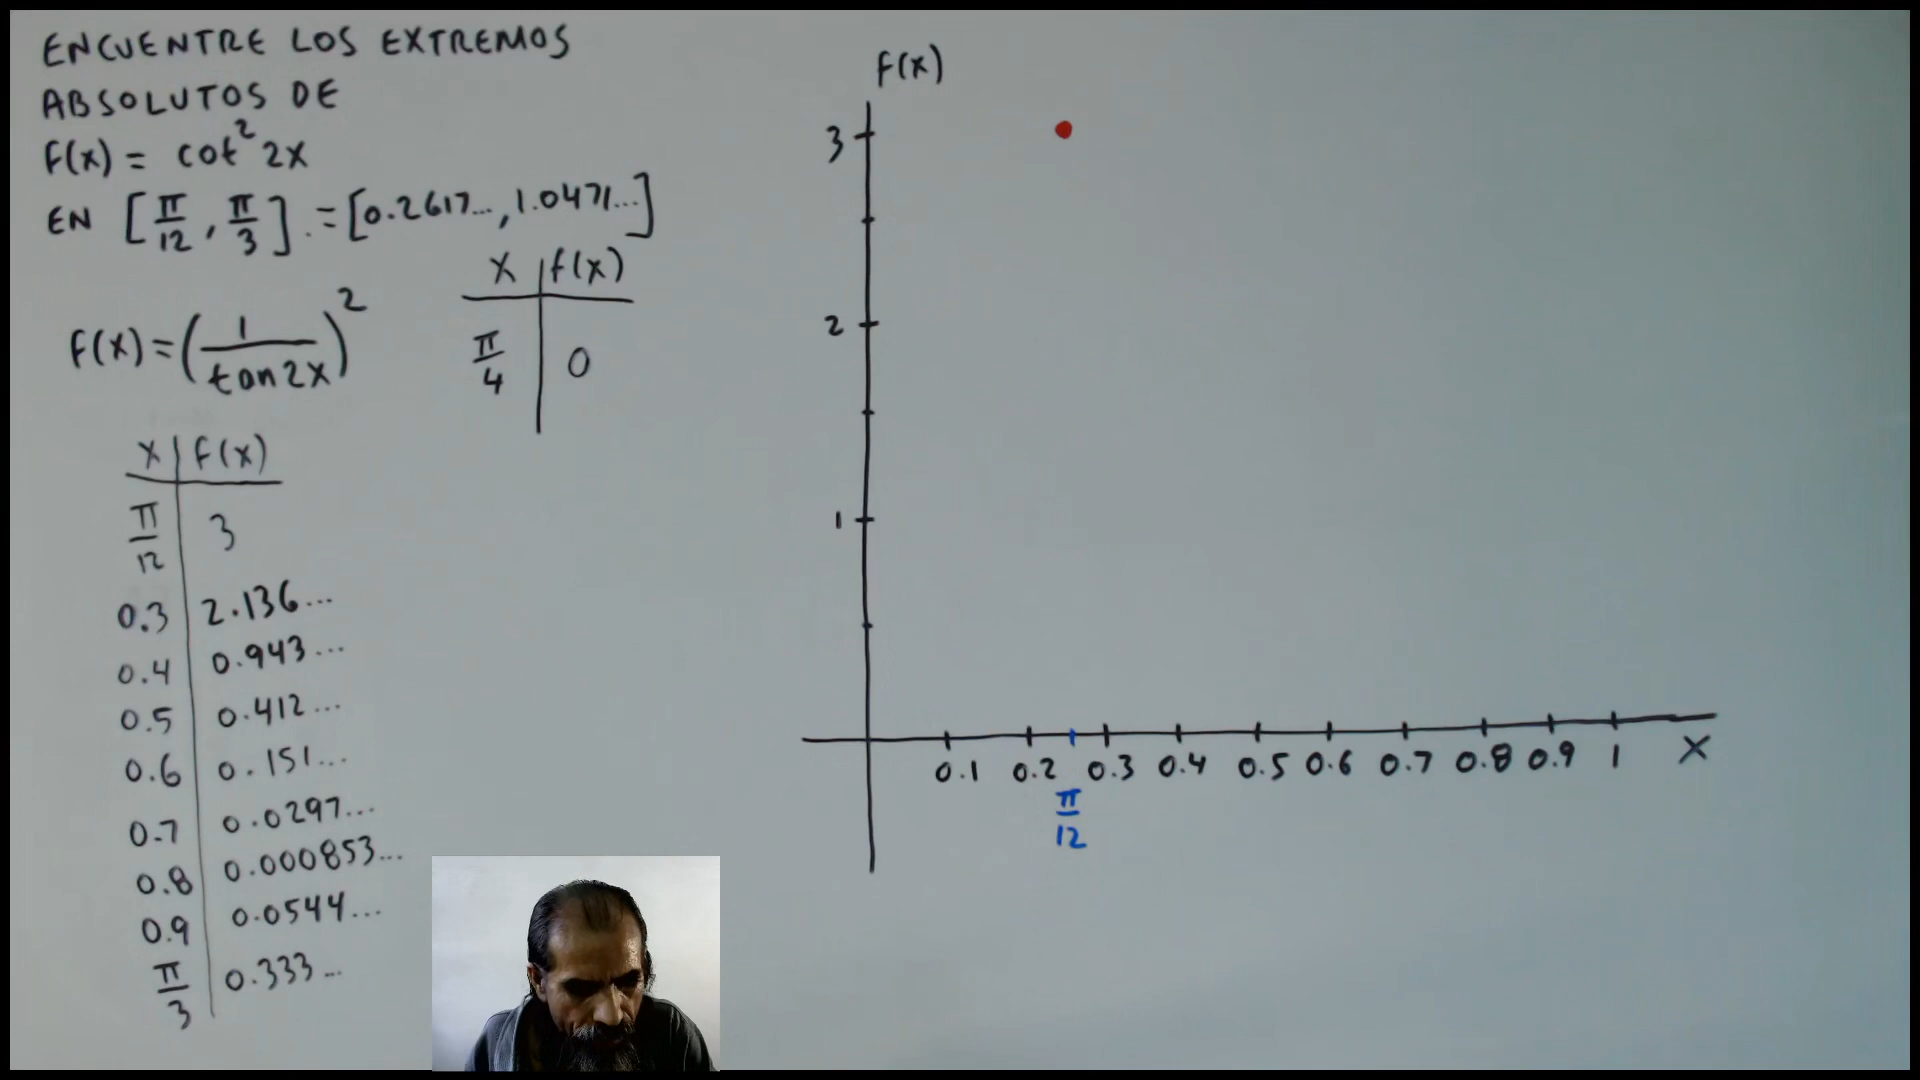 ENCUENTRE LOS EXTREMOS
ABSOLUTOS DE
F(x) = cot² 2x
EN [π/12, π/3] . = [0.2617..., 1.0471...]
F(x) = (1/tan 2x)²
x | f(x)
π/4 | 0
x | F(x)
π/12 | 3
0.3 | 2.136...
0.4 | 0.943...
0.5 | 0.412...
0.6 | 0.151...
0.7 | 0.0297...
0.8 | 0.000853...
0.9 | 0.0544...
π/3 | 0.333...
F(x)
3
2
1
0.1 0.2 0.3 0.4 0.5 0.6 0.7 0.8 0.9 1 X
π/12